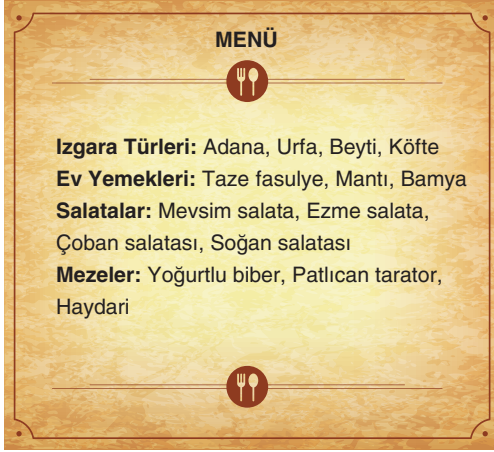 MENÜ
Izgara Türleri: Adana, Urfa, Beyti, Köfte
Ev Yemekleri: Taze fasulye, Mantı, Bamya
Salatalar: Mevsim salata, Ezme salata,
Çoban salatası, Soğan salatası
Mezeler: Yoğurtlu biber, Patlıcan tarator,
Haydari